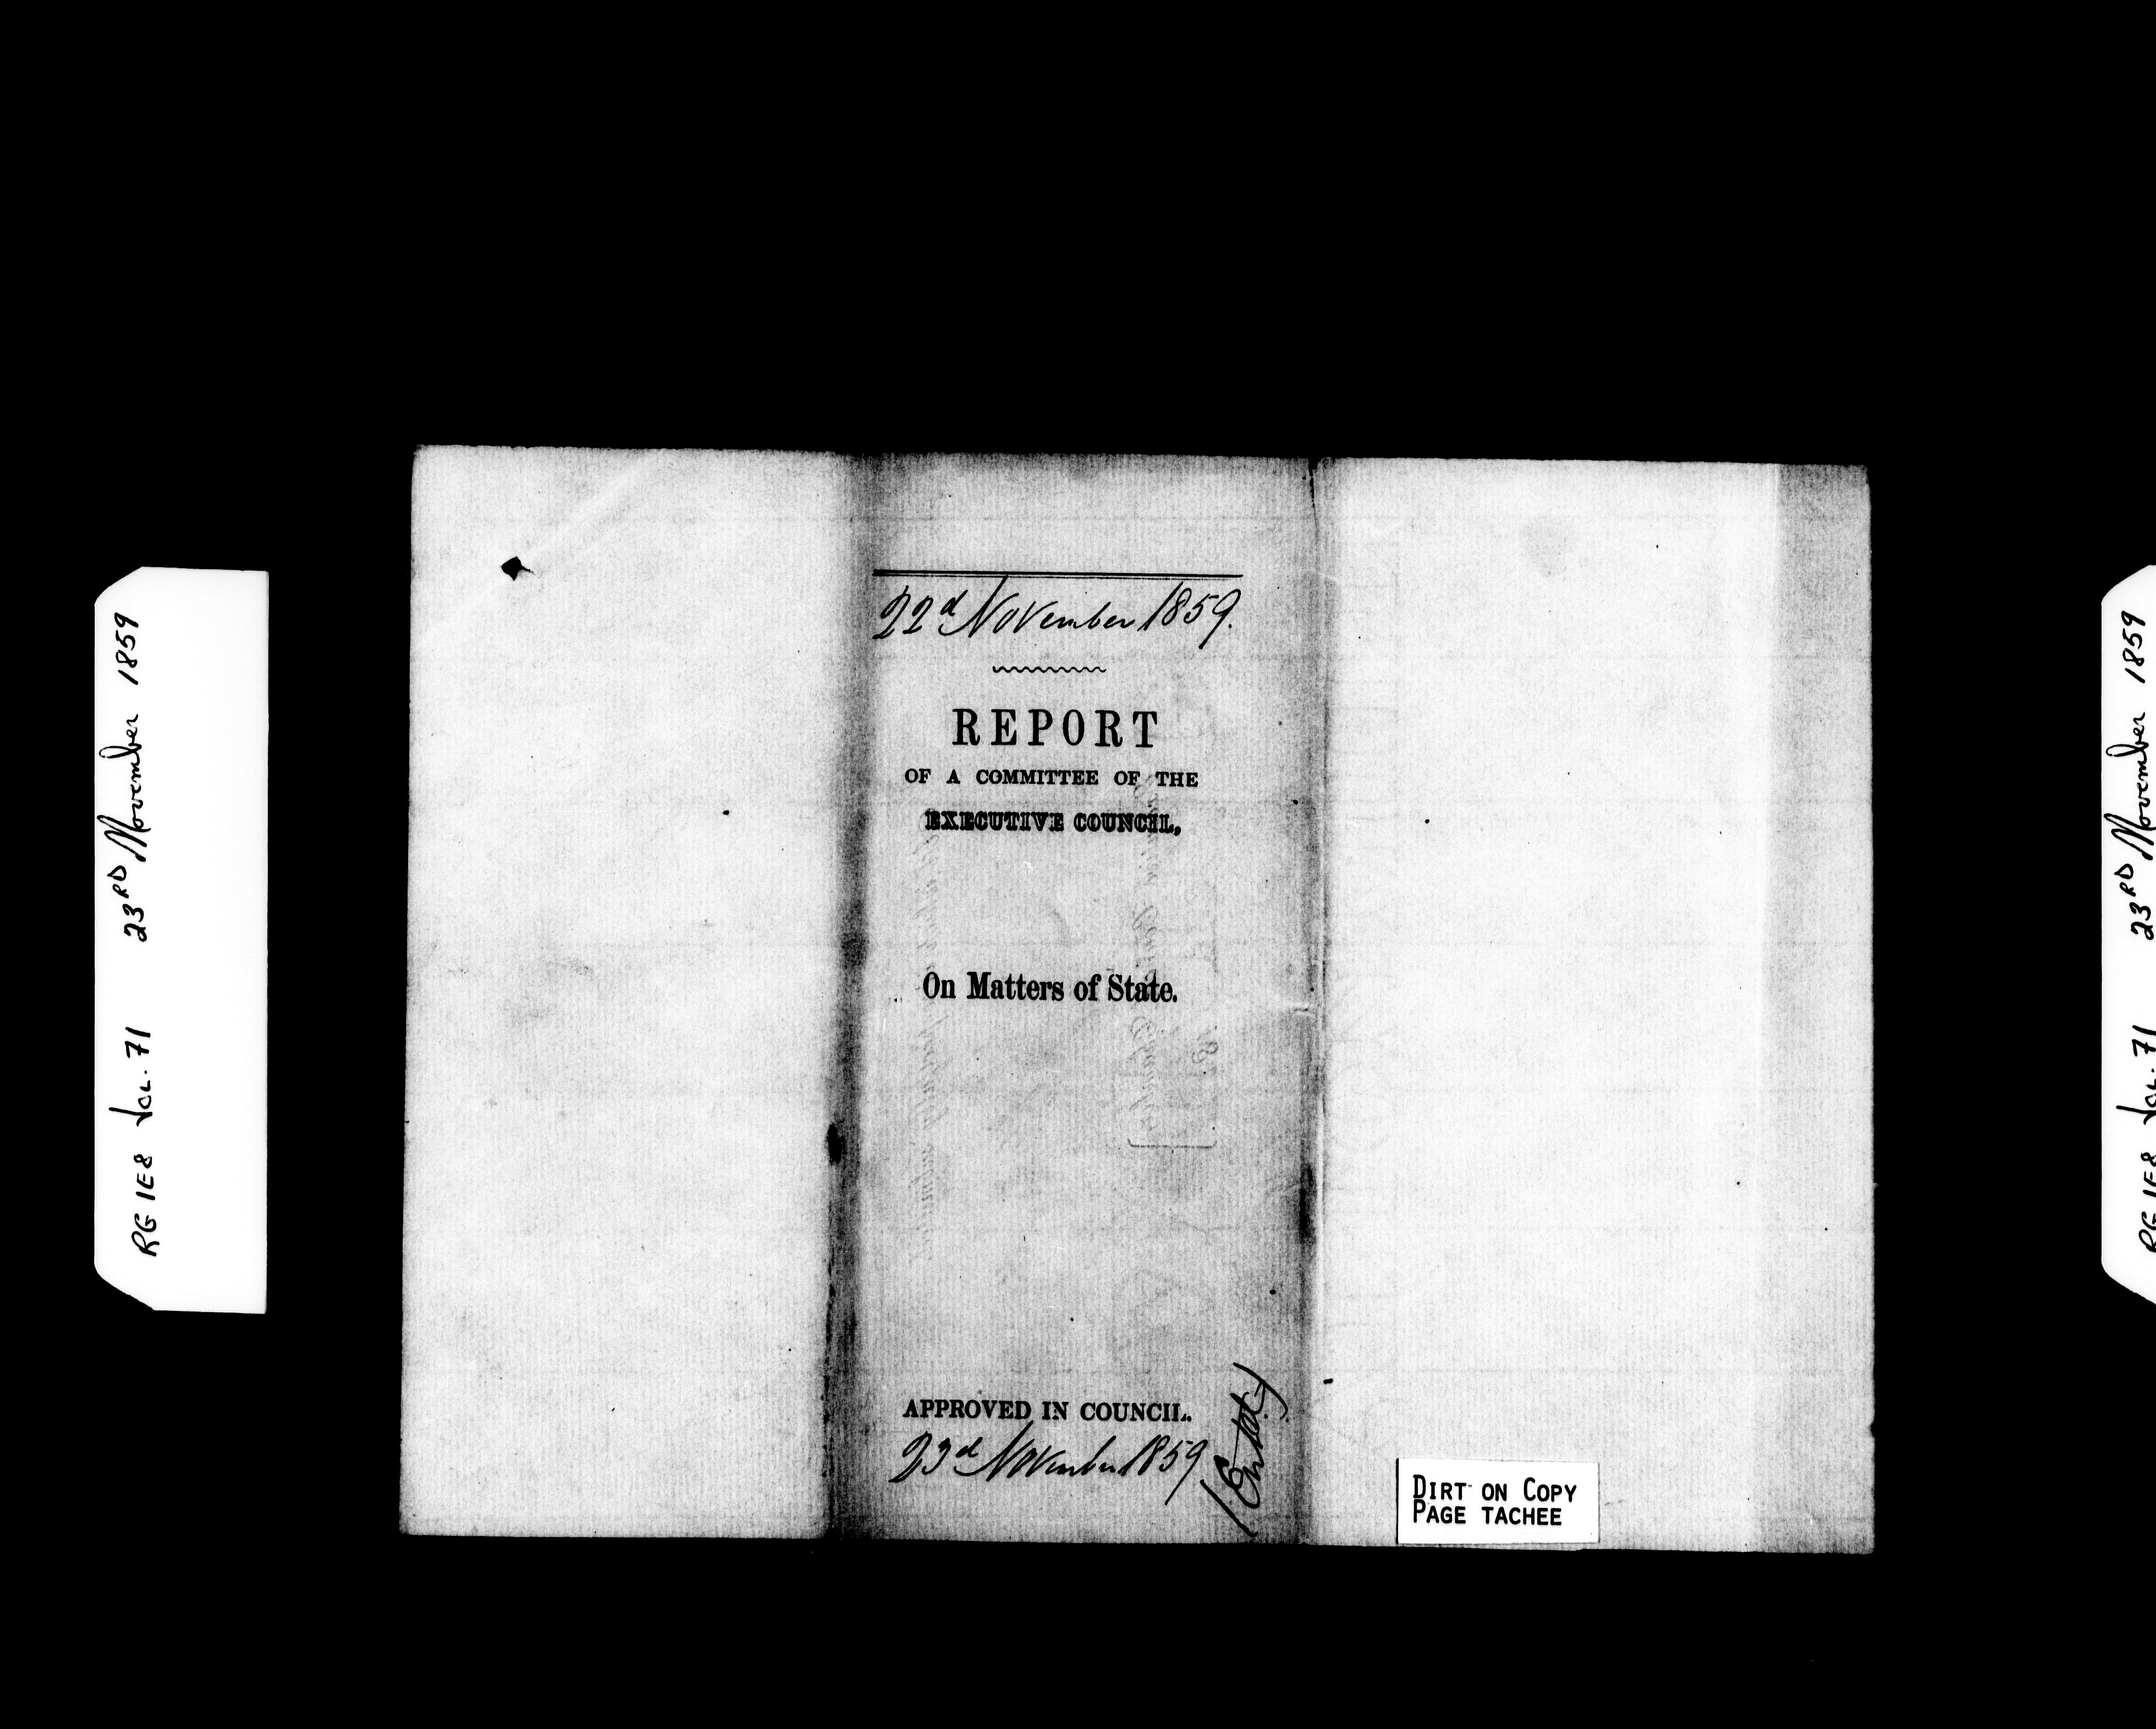 RG 1E8 Vol. 71 23RD November 1859
22d November 1859.
REPORT
OF A COMMITTEE OF THE
EXECUTIVE COUNCIL,
On Matters of State.
APPROVED IN COUNCIL.
23d November 1859
(Entd)
DIRT ON COPY
PAGE TACHEE
RG 1E8 Vol. 71 23RD November 1859